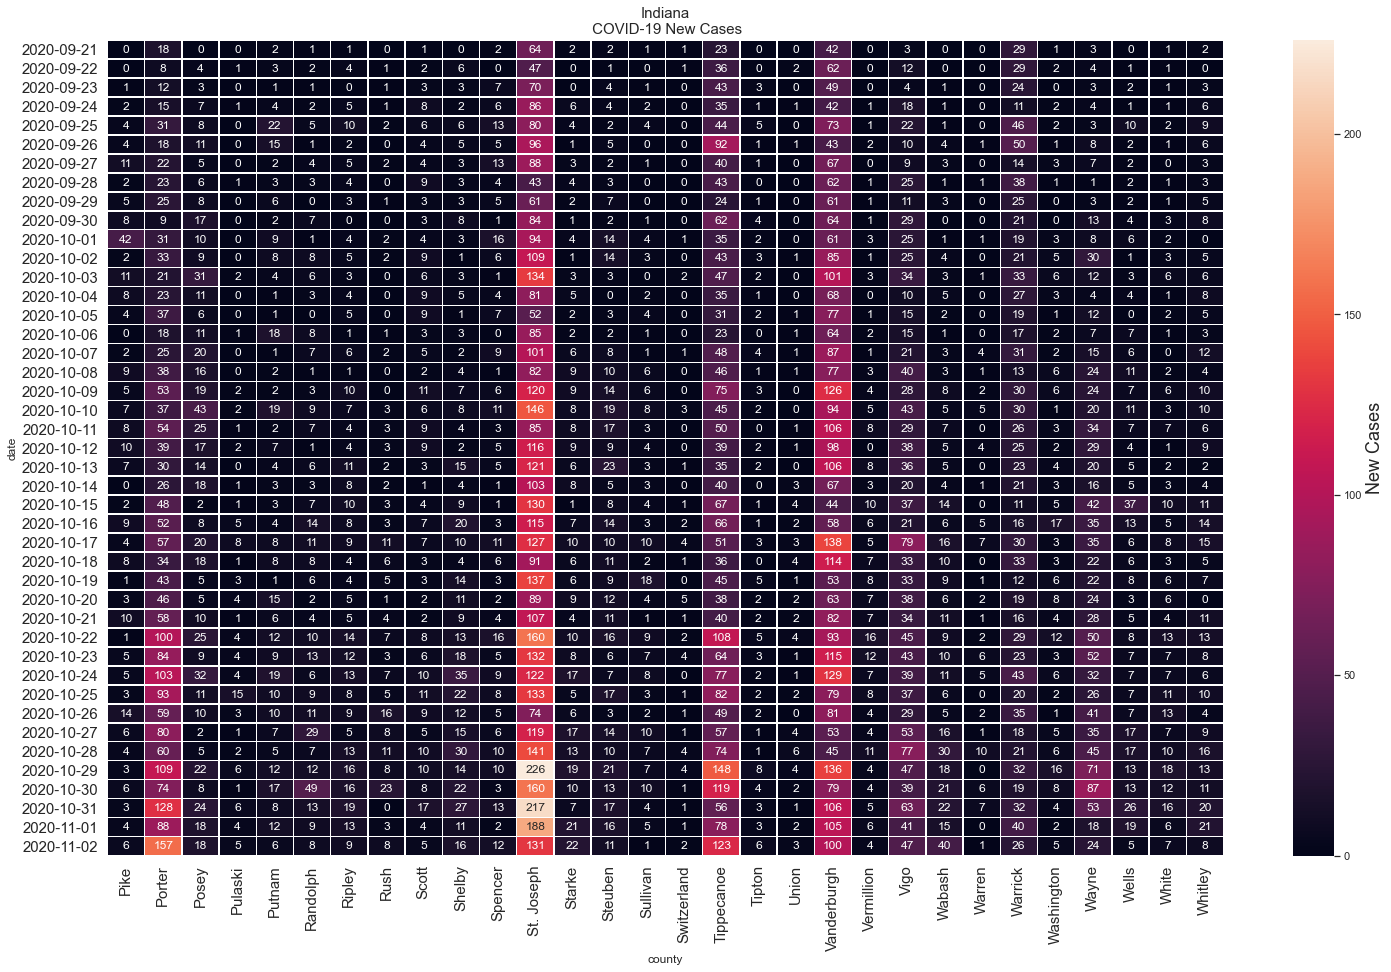 Indiana
COVID-19 New Cases
2020-09-21 0 18 0 0 2 1 1 0 1 0 2 64 2 2 1 1 23 0 0 42 0 3 0 0 29 1 3 0 1 2
2020-09-22 0 8 4 1 3 2 4 1 2 6 0 47 0 1 0 1 36 0 2 62 0 12 0 0 29 2 4 1 1 0
2020-09-23 1 12 3 0 1 1 0 1 3 3 7 70 0 4 1 0 43 3 0 49 0 4 1 0 24 0 3 2 1 3
2020-09-24 2 15 7 1 4 2 5 1 8 2 6 86 6 4 2 0 35 1 1 42 1 18 1 0 11 2 4 1 1 6
2020-09-25 4 31 8 0 22 5 10 2 6 6 13 80 4 2 4 0 44 5 0 73 1 22 1 0 46 2 3 10 2 9
2020-09-26 4 18 11 0 15 1 2 0 4 5 5 96 1 5 0 0 92 1 1 43 2 10 4 1 50 1 8 2 1 6
2020-09-27 11 22 5 0 2 4 5 2 4 3 13 88 3 2 1 0 40 1 0 67 0 9 3 0 14 3 7 2 0 3
2020-09-28 2 23 6 1 3 3 4 0 9 3 4 43 4 3 0 0 43 0 0 62 1 25 1 1 38 1 1 2 1 3
2020-09-29 5 25 8 0 6 0 3 1 3 3 5 61 2 7 0 0 24 1 0 61 1 11 3 0 25 0 3 2 1 5
2020-09-30 8 9 17 0 2 7 0 0 3 8 1 84 1 2 1 0 62 4 0 64 1 29 0 0 21 0 13 4 3 8
2020-10-01 42 31 10 0 9 1 4 2 4 3 16 94 4 14 4 1 35 2 0 61 3 25 1 1 19 3 8 6 2 0
2020-10-02 2 33 9 0 8 8 5 2 9 1 6 109 1 14 3 0 43 3 1 85 1 25 4 0 21 5 30 1 3 5
2020-10-03 11 21 31 2 4 6 3 0 6 3 1 134 3 3 0 2 47 2 0 101 3 34 3 1 33 6 12 3 6 6
2020-10-04 8 23 11 0 1 3 4 0 9 5 4 81 5 0 2 0 35 1 0 68 0 10 5 0 27 3 4 4 1 8
2020-10-05 4 37 6 0 1 0 5 0 9 1 7 52 2 3 4 0 31 2 1 77 1 15 2 0 19 1 12 0 2 5
2020-10-06 0 18 11 1 18 8 1 1 3 3 0 85 2 2 1 0 23 0 1 64 2 15 1 0 17 2 7 7 1 3
2020-10-07 2 25 20 0 1 7 6 2 5 2 9 101 6 8 1 1 48 4 1 87 1 21 3 4 31 2 15 6 0 12
2020-10-08 9 38 16 0 2 1 1 0 2 4 1 82 9 10 6 0 46 1 1 77 3 40 3 1 13 6 24 11 2 4
2020-10-09 5 53 19 2 2 3 10 0 11 7 6 120 9 14 6 0 75 3 0 126 4 28 8 2 30 6 24 7 6 10
2020-10-10 7 37 43 2 19 9 7 3 6 8 11 146 8 19 8 3 45 2 0 94 5 43 5 5 30 1 20 11 3 10
2020-10-11 8 54 25 1 2 7 4 3 9 4 3 85 8 17 3 0 50 0 1 106 8 29 7 0 26 3 34 7 7 6
2020-10-12 10 39 17 2 7 1 4 3 9 2 5 116 9 9 4 0 39 2 1 98 0 38 5 4 25 2 29 4 1 9
2020-10-13 7 30 14 0 4 6 11 2 3 15 5 121 6 23 3 1 35 2 0 106 8 36 5 0 23 4 20 5 2 2
2020-10-14 0 26 18 1 3 3 8 2 1 4 1 103 8 5 3 0 40 0 3 67 3 20 4 1 21 3 16 5 3 4
2020-10-15 2 48 2 1 3 7 10 3 4 9 1 130 1 8 4 1 67 1 4 44 10 37 14 0 11 5 42 37 10 11
2020-10-16 9 52 8 5 4 14 8 3 7 20 3 115 7 14 3 2 66 1 2 58 6 21 6 5 16 17 35 13 5 14
2020-10-17 4 57 20 8 8 11 9 11 7 10 11 127 10 10 10 4 51 3 3 138 5 79 16 7 30 3 35 6 8 15
2020-10-18 8 34 18 1 8 8 4 6 3 4 6 91 6 11 2 1 36 0 4 114 7 33 10 0 33 3 22 6 3 5
2020-10-19 1 43 5 3 1 6 4 5 3 14 3 137 6 9 18 0 45 5 1 53 8 33 9 1 12 6 22 8 6 7
2020-10-20 3 46 5 4 15 2 5 1 2 11 2 89 9 12 4 5 38 2 2 63 7 38 6 2 19 8 24 3 6 0
2020-10-21 10 58 10 1 6 4 5 4 2 9 4 107 4 11 1 1 40 2 2 82 7 34 11 1 16 4 28 5 4 11
2020-10-22 1 100 25 4 12 10 14 7 8 13 16 160 10 16 9 2 108 5 4 93 16 45 9 2 29 12 50 8 13 13
2020-10-23 5 84 9 4 9 13 12 3 6 18 5 132 8 6 7 4 64 3 1 115 12 43 10 6 23 3 52 7 7 8
2020-10-24 5 103 32 4 19 6 13 7 10 35 9 122 17 7 8 0 77 2 1 129 7 39 11 5 43 6 32 7 7 6
2020-10-25 3 93 11 15 10 9 8 5 11 22 8 133 5 17 3 1 82 2 2 79 8 37 6 0 20 2 26 7 11 10
2020-10-26 14 59 10 3 10 11 9 16 9 12 5 74 6 3 2 1 49 2 0 81 4 29 5 2 35 1 41 7 13 4
2020-10-27 6 80 2 1 7 29 5 8 5 15 6 119 17 14 10 1 57 1 4 53 4 53 16 1 18 5 35 17 7 9
2020-10-28 4 60 5 2 5 7 13 11 10 30 10 141 13 10 7 4 74 1 6 45 11 77 30 10 21 6 45 17 10 16
2020-10-29 3 109 22 6 12 12 16 8 10 14 10 226 19 21 7 4 148 8 4 136 4 47 18 0 32 16 71 13 18 13
2020-10-30 6 74 8 1 17 49 16 23 8 22 3 160 10 13 10 1 119 4 2 79 4 39 21 6 19 8 87 13 12 11
2020-10-31 3 128 24 6 8 13 19 0 17 27 13 217 7 17 4 1 56 3 1 106 5 63 22 7 32 4 53 26 16 20
2020-11-01 4 88 18 4 12 9 13 3 4 11 2 188 21 16 5 1 78 3 2 105 6 41 15 0 40 2 18 19 6 21
2020-11-02 6 157 18 5 6 8 9 8 5 16 12 131 22 11 1 2 123 6 3 100 4 47 40 1 26 5 24 5 7 8
date
Pike Porter Posey Pulaski Putnam Randolph Ripley Rush Scott Shelby Spencer St. Joseph Starke Steuben Sullivan Switzerland Tippecanoe Tipton Union Vanderburgh Vermillion Vigo Wabash Warren Warrick Washington Wayne Wells White Whitley
county
200
150
100
50
0
New Cases